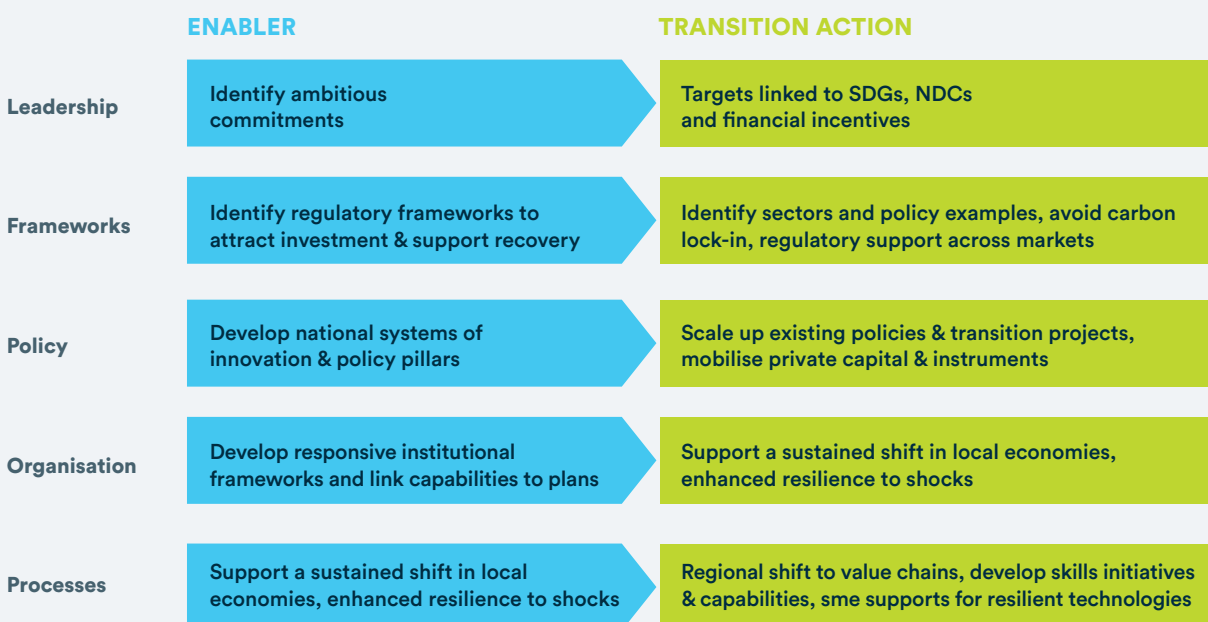 ENABLER
TRANSITION ACTION
Leadership
Identify ambitious
commitments
Targets linked to SDGs, NDCs
and financial incentives
Frameworks
Identify regulatory frameworks to
attract investment & support recovery
Identify sectors and policy examples, avoid carbon
lock-in, regulatory support across markets
Policy
Develop national systems of
innovation & policy pillars
Scale up existing policies & transition projects,
mobilise private capital & instruments
Organisation
Develop responsive institutional
frameworks and link capabilities to plans
Support a sustained shift in local economies,
enhanced resilience to shocks
Processes
Support a sustained shift in local
economies, enhanced resilience to shocks
Regional shift to value chains, develop skills initiatives
& capabilities, sme supports for resilient technologies